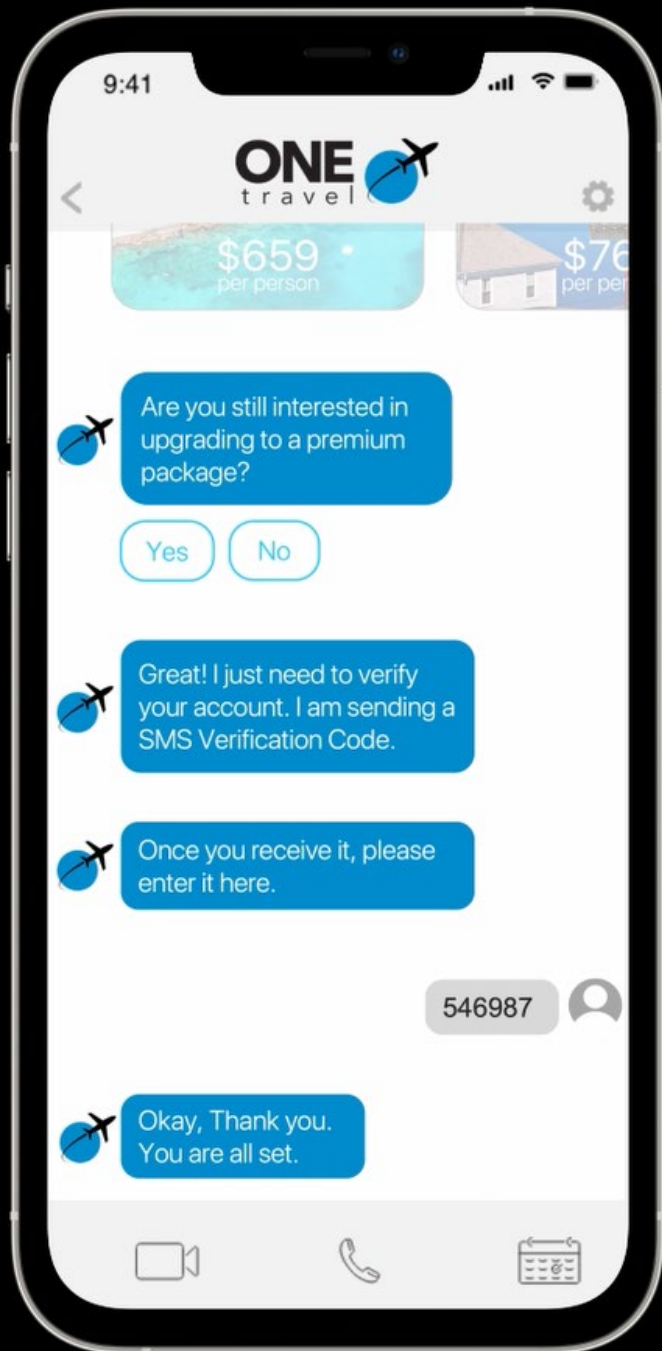 9:41
ONE
travel
$659
per person
$76
per per
Are you still interested in
upgrading to a premium
package?
Yes
No
Great! I just need to verify
your account. I am sending a
SMS Verification Code.
Once you receive it, please
enter it here.
546987
Okay, Thank you.
You are all set.